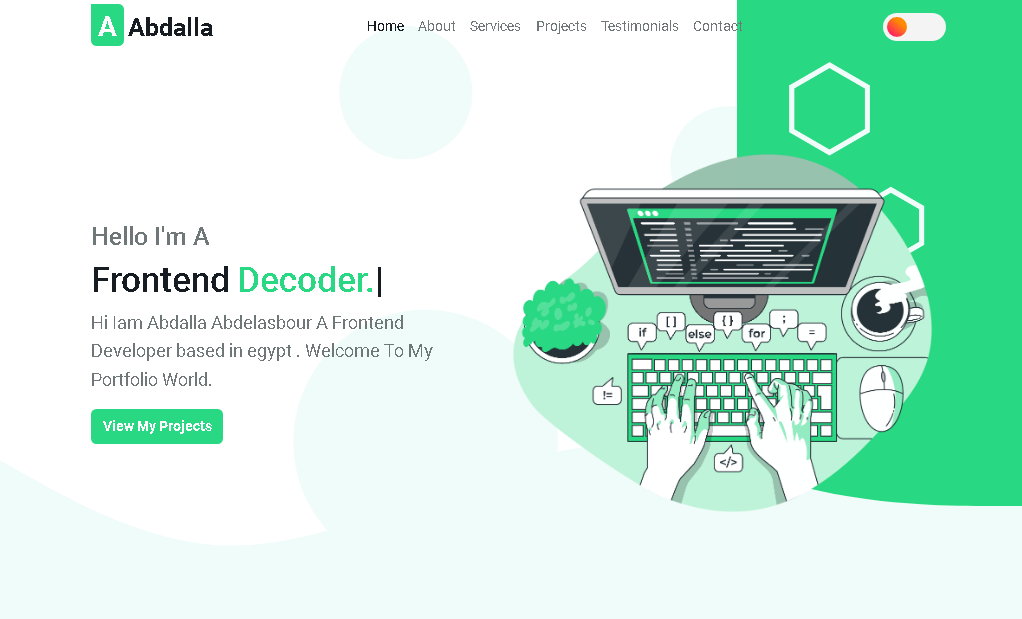 A Abdalla
Home About Services Projects Testimonials Contact
Hello I'm A
Frontend Decoder.|
Hi Iam Abdalla Abdelasbour A Frontend
Developer based in egypt . Welcome To My
Portfolio World.
View My Projects
if [ ] else { } for ; =
!=
</>